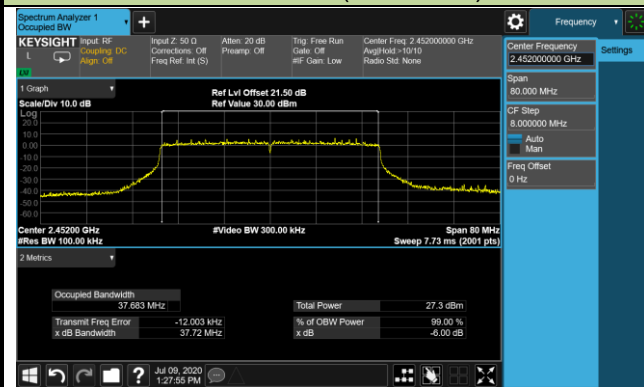 Spectrum Analyzer 1
Occupied BW
Frequency
KEYSIGHT
L
Input: RF
Coupling: DC
Align: Off
Input Z: 50 Ω
Corrections: Off
Freq Ref: Int (S)
Atten: 20 dB
Preamp: Off
Trig: Free Run
Gate: Off
#IF Gain: Low
Center Freq: 2.452000000 GHz
Avg|Hold:>10/10
Radio Std: None
Center Frequency
2.452000000 GHz
Settings
Span
80.000 MHz
CF Step
8.000000 MHz
Auto
Man
Freq Offset
0 Hz
1 Graph
Scale/Div 10.0 dB
Ref Lvl Offset 21.50 dB
Ref Value 30.00 dBm
Log
20.0
10.0
0.00
-10.0
-20.0
-30.0
-40.0
-50.0
-60.0
Center 2.45200 GHz
#Video BW 300.00 kHz
Span 80 MHz
#Res BW 100.00 kHz
Sweep 7.73 ms (2001 pts)
2 Metrics
Occupied Bandwidth
37.683 MHz
Total Power
27.3 dBm
Transmit Freq Error
-12.003 kHz
% of OBW Power
99.00 %
x dB Bandwidth
37.72 MHz
x dB
-6.00 dB
Jul 09, 2020
1:27:55 PM